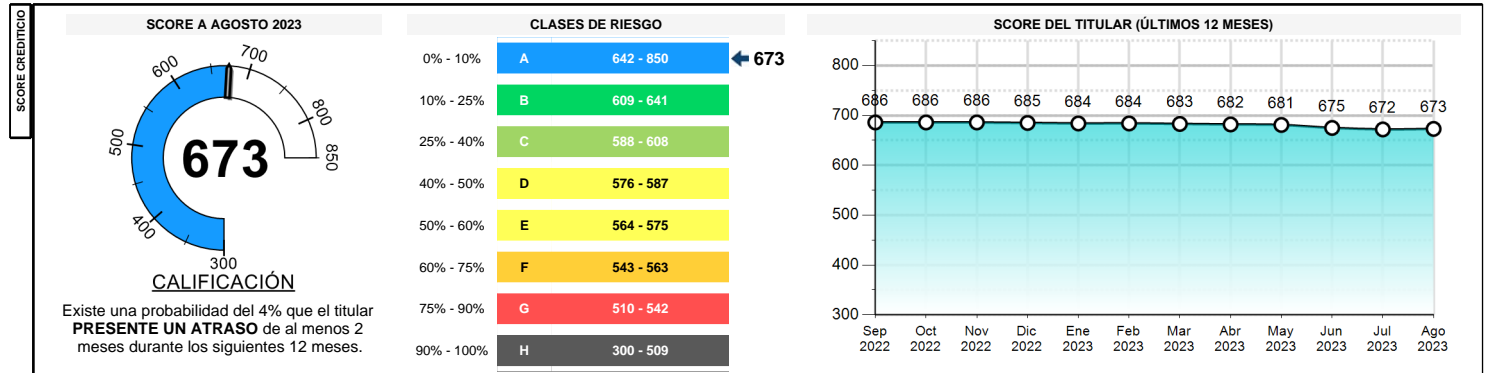 SCORE CREDITICIO
SCORE A AGOSTO 2023
300
400
500
600
700
800
850
673
CALIFICACIÓN
Existe una probabilidad del 4% que el titular
PRESENTE UN ATRASO de al menos 2
meses durante los siguientes 12 meses.
CLASES DE RIESGO
0% - 10% A 642 - 850 673
10% - 25% B 609 - 641
25% - 40% C 588 - 608
40% - 50% D 576 - 587
50% - 60% E 564 - 575
60% - 75% F 543 - 563
75% - 90% G 510 - 542
90% - 100% H 300 - 509
SCORE DEL TITULAR (ÚLTIMOS 12 MESES)
800
700
600
500
400
300
686 686 686 685 684 684 683 682 681 675 672 673
Sep Oct Nov Dic Ene Feb Mar Abr May Jun Jul Ago
2022 2022 2022 2022 2023 2023 2023 2023 2023 2023 2023 2023